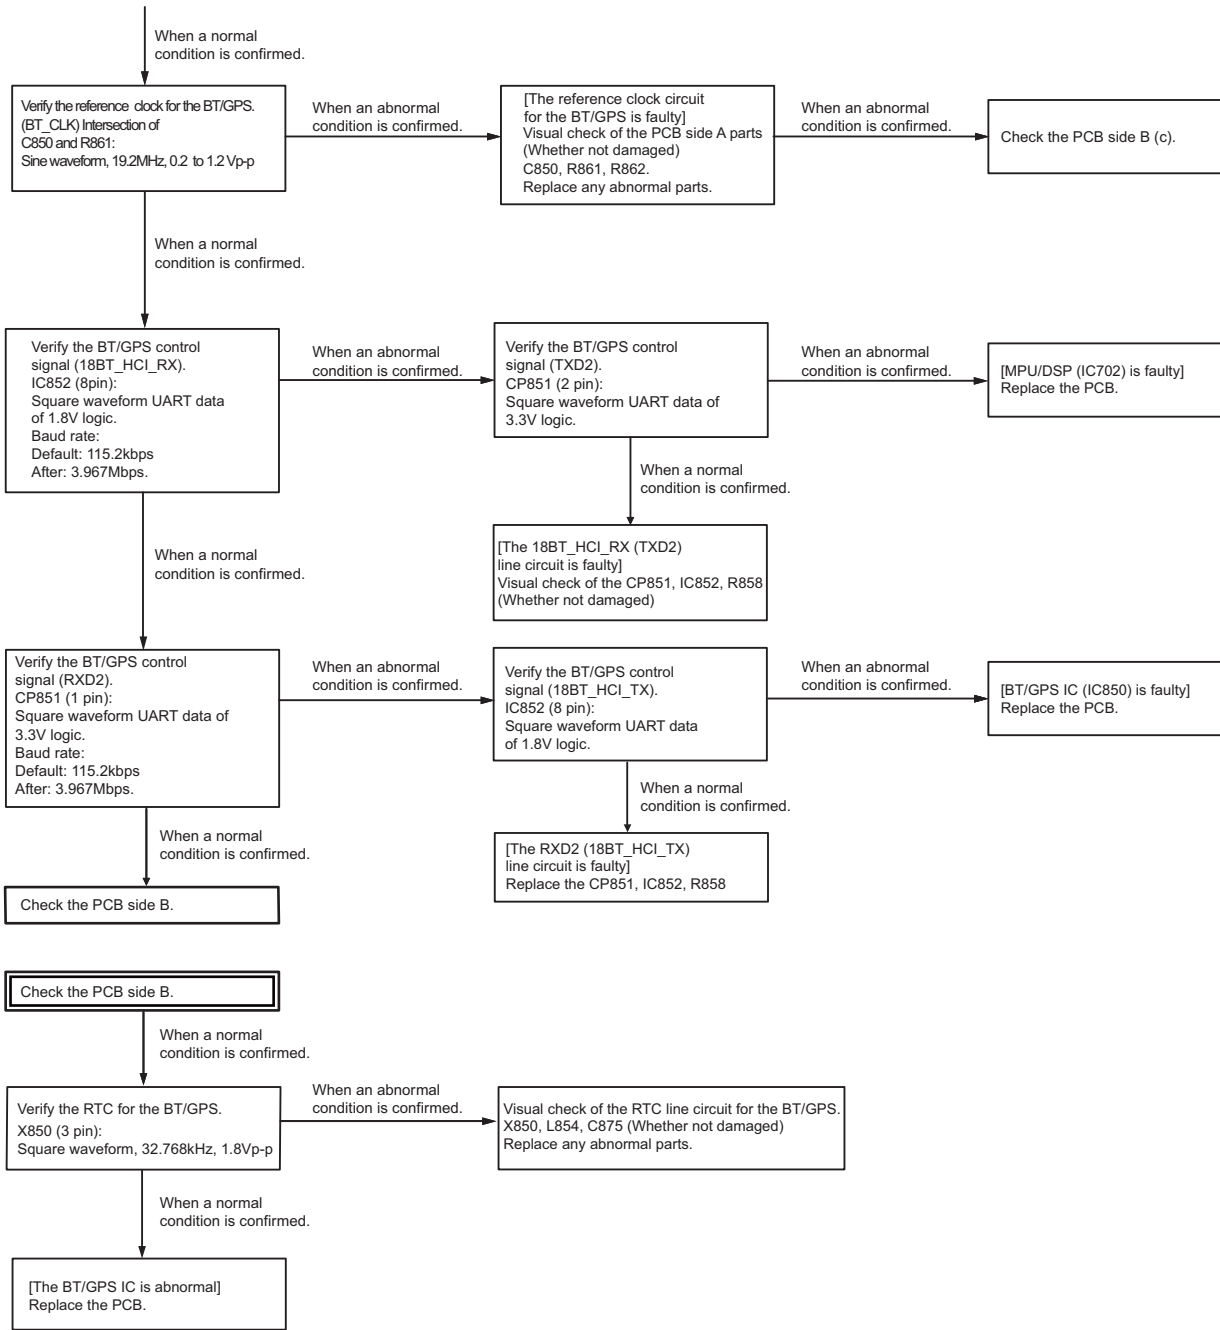 When a normal
condition is confirmed.
Verify the reference clock for the BT/GPS.
(BT_CLK) Intersection of
C850 and R861:
Sine waveform, 19.2MHz, 0.2 to 1.2 Vp-p
When an abnormal
condition is confirmed.
[The reference clock circuit
for the BT/GPS is faulty]
Visual check of the PCB side A parts
(Whether not damaged)
C850, R861, R862.
Replace any abnormal parts.
When an abnormal
condition is confirmed.
Check the PCB side B (c).
When a normal
condition is confirmed.
Verify the BT/GPS control
signal (18BT_HCI_RX).
IC852 (8pin):
Square waveform UART data
of 1.8V logic.
Baud rate:
Default: 115.2kbps
After: 3.967Mbps.
When an abnormal
condition is confirmed.
Verify the BT/GPS control
signal (TXD2).
CP851 (2 pin):
Square waveform UART data of
3.3V logic.
When an abnormal
condition is confirmed.
[MPU/DSP (IC702) is faulty]
Replace the PCB.
When a normal
condition is confirmed.
[The 18BT_HCI_RX (TXD2)
line circuit is faulty]
Visual check of the CP851, IC852, R858
(Whether not damaged)
When a normal
condition is confirmed.
Verify the BT/GPS control
signal (RXD2).
CP851 (1 pin):
Square waveform UART data of
3.3V logic.
Baud rate:
Default: 115.2kbps
After: 3.967Mbps.
When an abnormal
condition is confirmed.
Verify the BT/GPS control
signal (18BT_HCI_TX).
IC852 (8 pin):
Square waveform UART data
of 1.8V logic.
When an abnormal
condition is confirmed.
[BT/GPS IC (IC850) is faulty]
Replace the PCB.
When a normal
condition is confirmed.
[The RXD2 (18BT_HCI_TX)
line circuit is faulty]
Replace the CP851, IC852, R858
When a normal
condition is confirmed.
Check the PCB side B.
Check the PCB side B.
When a normal
condition is confirmed.
Verify the RTC for the BT/GPS.
X850 (3 pin):
Square waveform, 32.768kHz, 1.8Vp-p
When an abnormal
condition is confirmed.
Visual check of the RTC line circuit for the BT/GPS.
X850, L854, C875 (Whether not damaged)
Replace any abnormal parts.
When a normal
condition is confirmed.
[The BT/GPS IC is abnormal]
Replace the PCB.